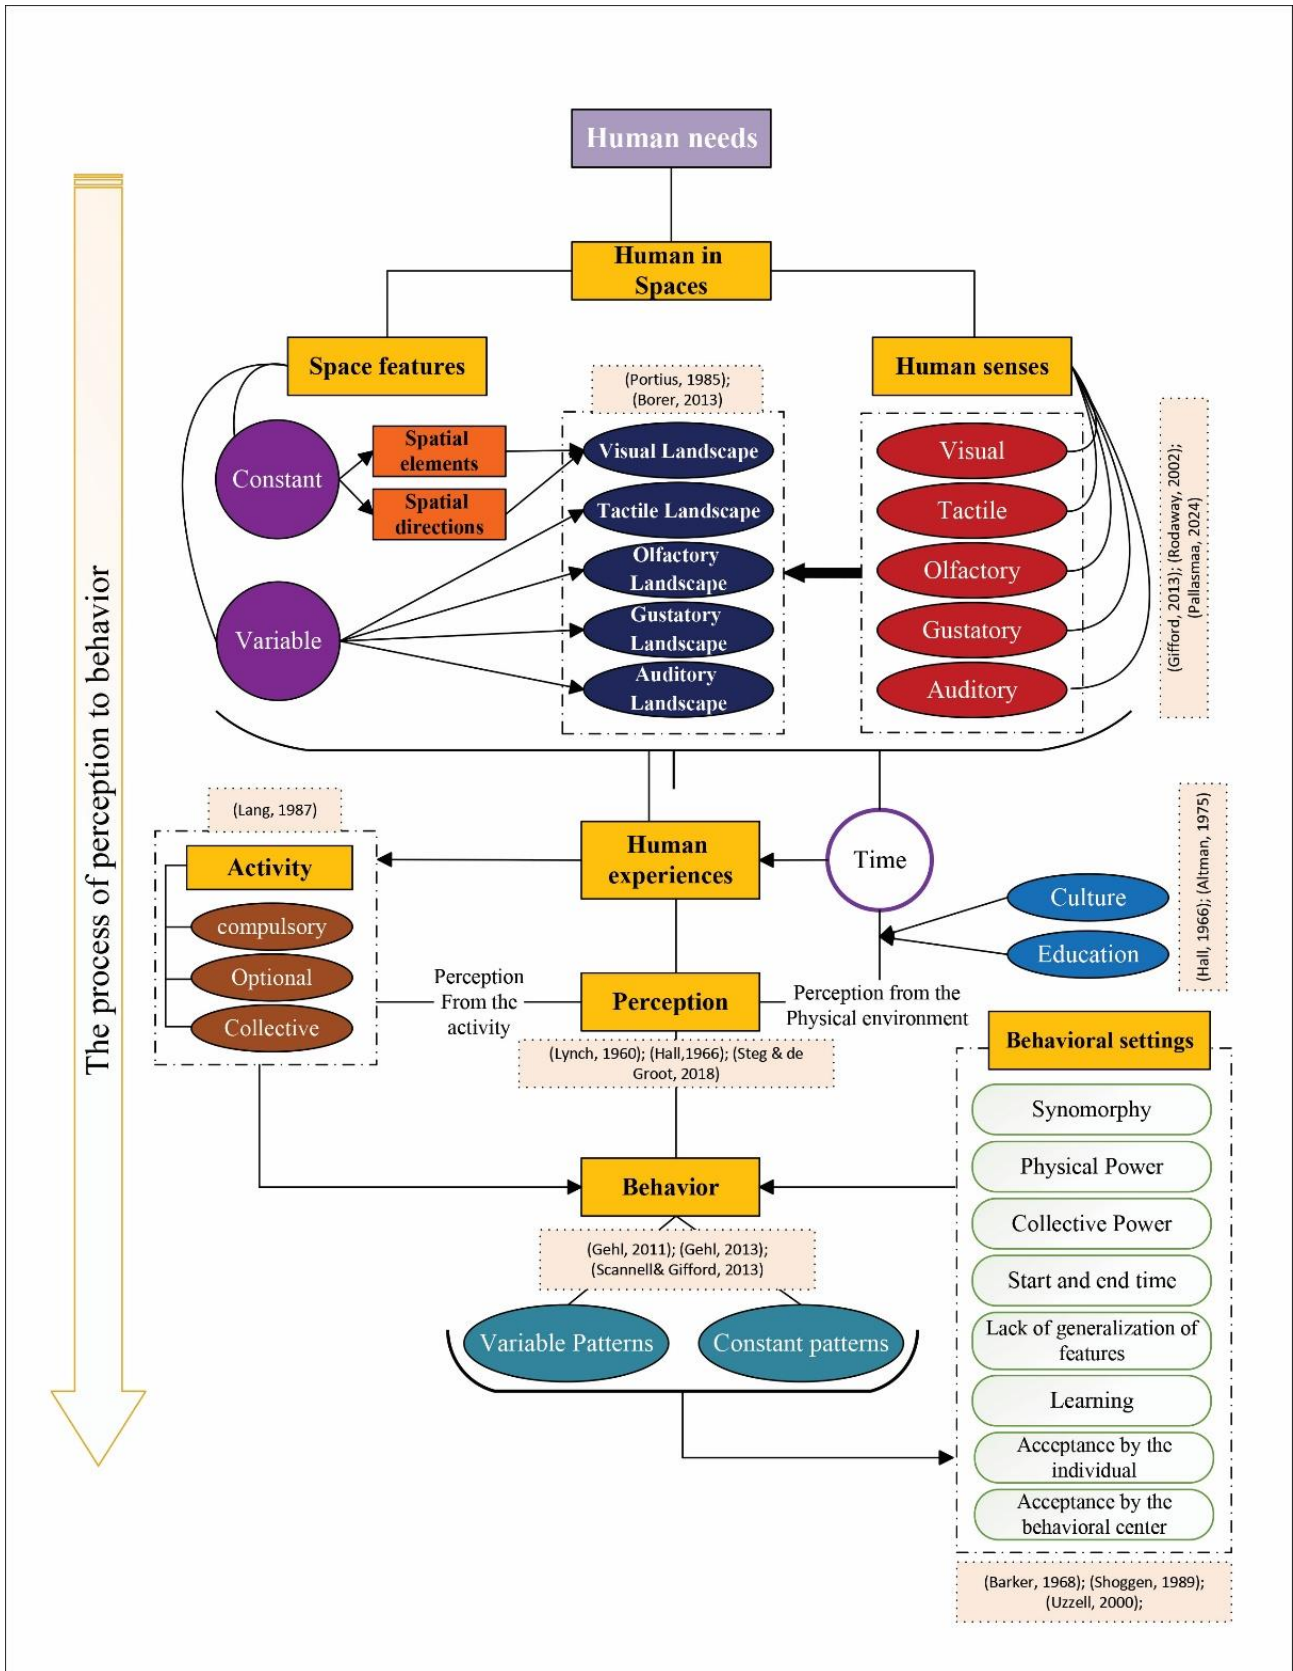 Human needs
Human in
Spaces
Space features
(Portius, 1985);
(Borer, 2013)
Human senses
Constant
Spatial
elements
Spatial
directions
Variable
Visual Landscape
Tactile Landscape
Olfactory
Landscape
Gustatory
Landscape
Auditory
Landscape
Visual
Tactile
Olfactory
Gustatory
Auditory
(Gifford, 2013); (Rodaway, 2002);
(Pallasmaa, 2024)
The process of perception to behavior
(Lang, 1987)
Activity
compulsory
Optional
Collective
Human
experiences
Time
Culture
Education
(Hall, 1966); (Altman, 1975)
Perception
From the
activity
Perception
Perception from the
Physical environment
(Lynch, 1960); (Hall,1966); (Steg & de
Groot, 2018)
Behavioral settings
Synomorphy
Physical Power
Collective Power
Start and end time
Lack of generalization of
features
Learning
Acceptance by the
individual
Acceptance by the
behavioral center
Behavior
(Gehl, 2011); (Gehl, 2013);
(Scannell& Gifford, 2013)
Variable Patterns
Constant patterns
(Barker, 1968); (Shoggen, 1989);
(Uzzell, 2000);